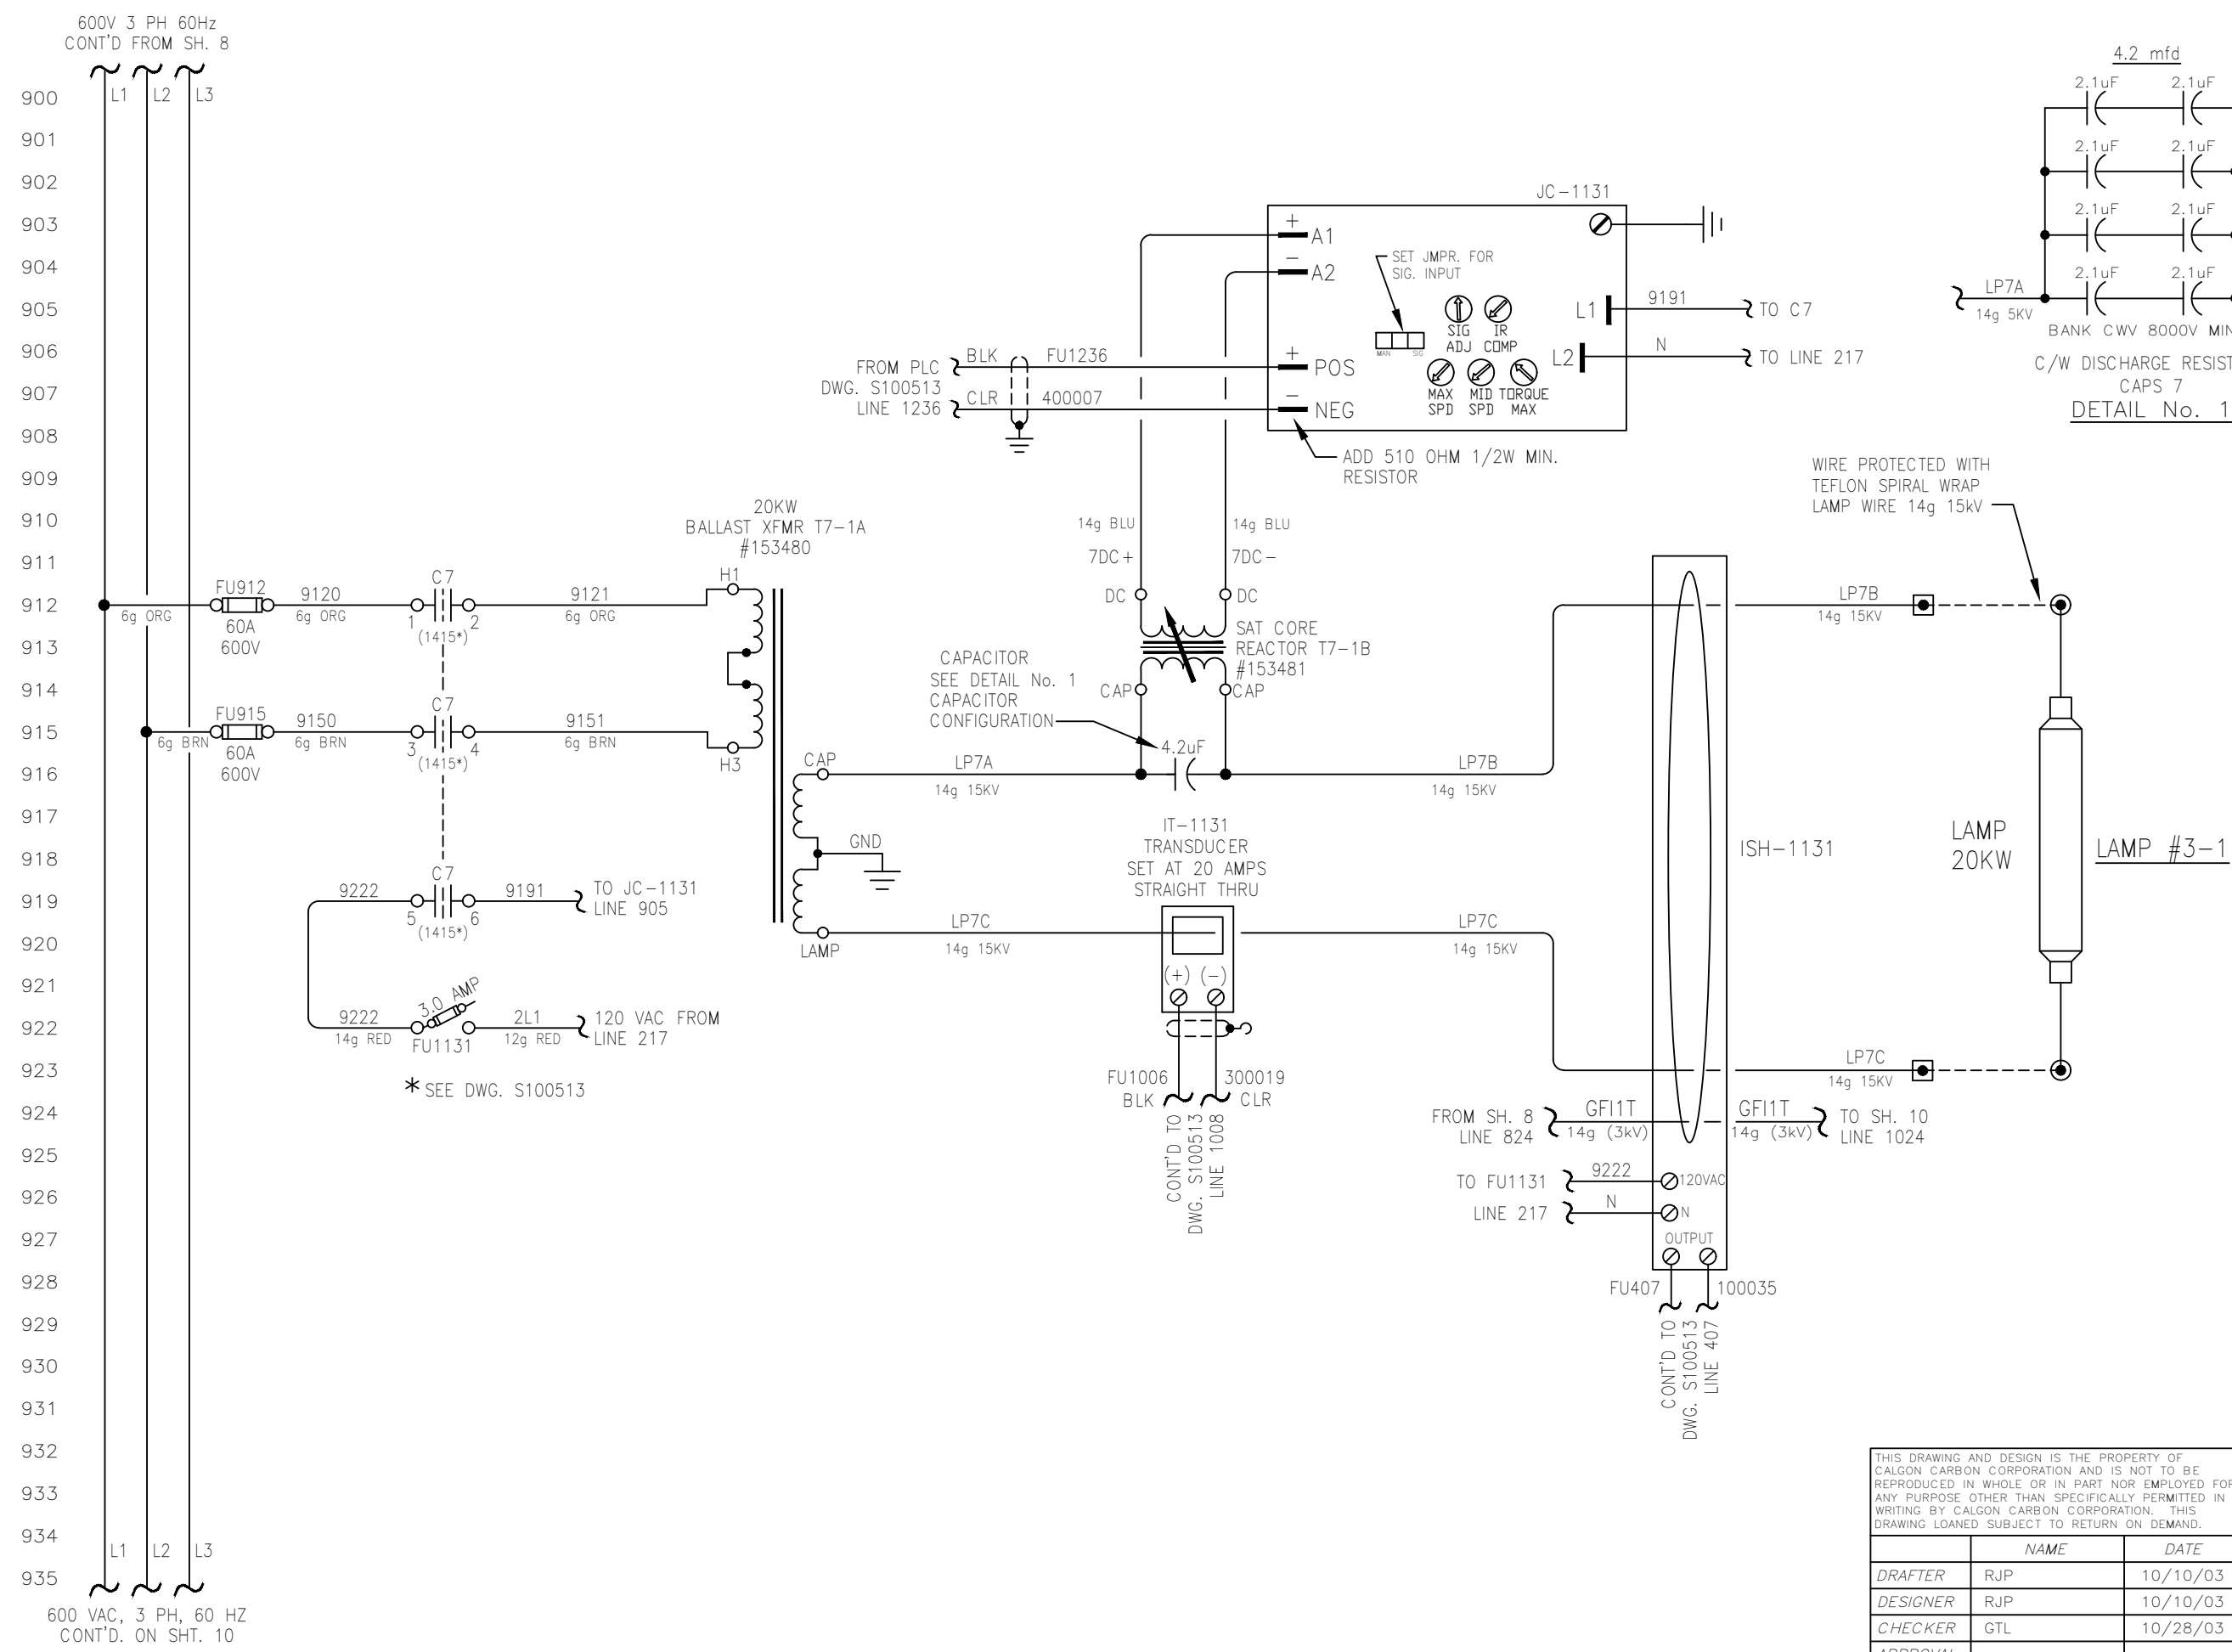 600V 3 PH 60Hz
CONT'D FROM SH. 8
L1 L2 L3
900
901
902
903
904
905
906
907
908
909
910
911
912
913
914
915
916
917
918
919
920
921
922
923
924
925
926
927
928
929
930
931
932
933
934
935
L1 L2 L3
600 VAC, 3 PH, 60 HZ
CONT'D. ON SHT. 10
6g ORG
FU912
60A
600V
9120
6g ORG
C7
1 2
(1415*)
9121
6g ORG
6g BRN
FU915
60A
600V
9150
6g BRN
C7
3 4
(1415*)
9151
6g BRN
9222
C7
5 6
(1415*)
9191
TO JC-1131
LINE 905
9222
14g RED
3.0 AMP
FU1131
2L1
12g RED
120 VAC FROM
LINE 217
* SEE DWG. S100513
20KW
BALLAST XFMR T7-1A
#153480
H1
H3
CAP
GND
LAMP
LP7A
14g 15KV
LP7C
14g 15KV
CAPACITOR
SEE DETAIL No. 1
CAPACITOR
CONFIGURATION
4.2uF
FROM PLC
DWG. S100513
LINE 1236
BLK
FU1236
CLR
400007
JC-1131
+
A1
−
A2
+
POS
−
NEG
SET JMPR. FOR
SIG. INPUT
MAN SIG
SIG
ADJ
IR
COMP
MAX
SPD
MID
SPD
TORQUE
MAX
L1
9191
TO C7
L2
N
TO LINE 217
ADD 510 OHM 1/2W MIN.
RESISTOR
14g BLU
14g BLU
7DC+
7DC−
DC
DC
SAT CORE
REACTOR T7-1B
#153481
CAP
CAP
IT-1131
TRANSDUCER
SET AT 20 AMPS
STRAIGHT THRU
(+) (−)
FU1006
BLK
300019
CLR
CONT'D TO
DWG. S100513
LINE 1008
LP7B
14g 15KV
LP7C
14g 15KV
ISH-1131
FROM SH. 8
LINE 824
GFI1T
14g (3kV)
GFI1T
14g (3kV)
TO SH. 10
LINE 1024
TO FU1131
9222
120VAC
LINE 217
N
N
OUTPUT
FU407
100035
CONT'D TO
DWG. S100513
LINE 407
LP7B
14g 15KV
LP7C
14g 15KV
WIRE PROTECTED WITH
TEFLON SPIRAL WRAP
LAMP WIRE 14g 15kV
LAMP
20KW
LAMP #3-1
4.2 mfd
2.1uF 2.1uF
2.1uF 2.1uF
2.1uF 2.1uF
2.1uF 2.1uF
LP7A
14g 5KV
BANK CWV 8000V MIN
C/W DISCHARGE RESIST
CAPS 7
DETAIL No. 1
THIS DRAWING AND DESIGN IS THE PROPERTY OF
CALGON CARBON CORPORATION AND IS NOT TO BE
REPRODUCED IN WHOLE OR IN PART NOR EMPLOYED FOR
ANY PURPOSE OTHER THAN SPECIFICALLY PERMITTED IN
WRITING BY CALGON CARBON CORPORATION. THIS
DRAWING LOANED SUBJECT TO RETURN ON DEMAND.
NAME DATE
DRAFTER RJP 10/10/03
DESIGNER RJP 10/10/03
CHECKER GTL 10/28/03